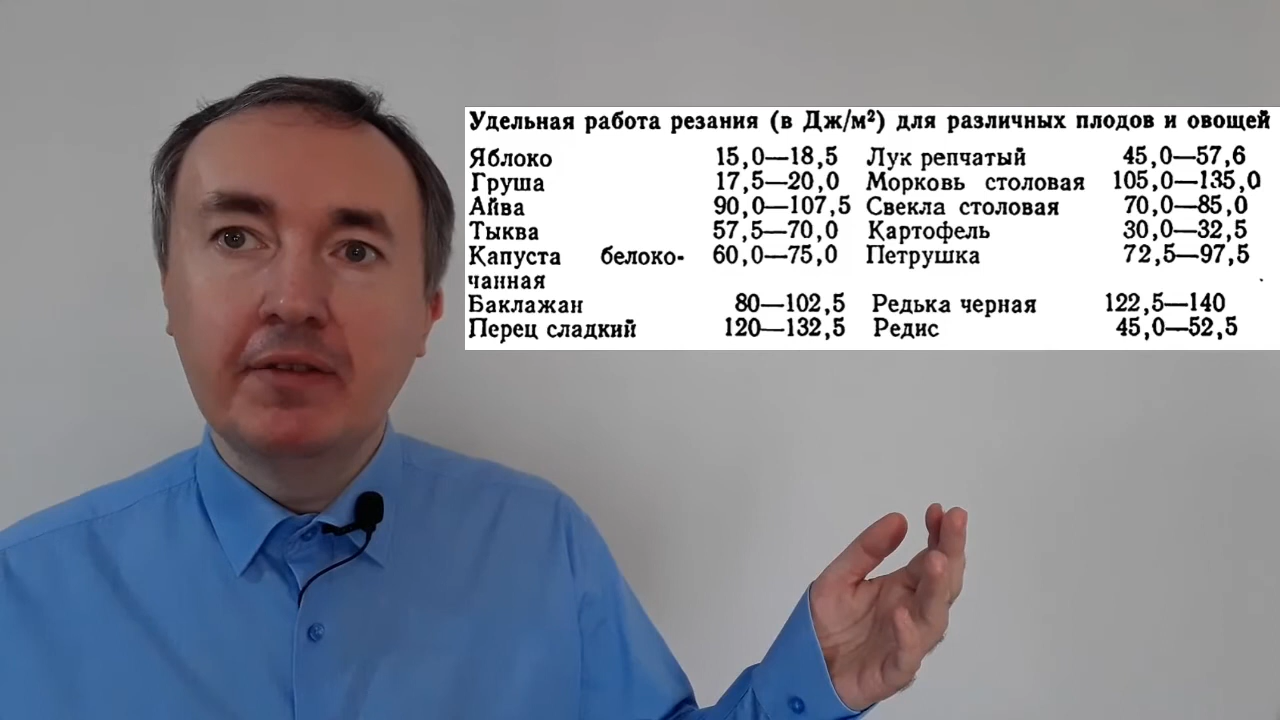 Удельная работа резания (в Дж/м²) для различных плодов и овощей
Яблоко 15,0—18,5 Лук репчатый 45,0—57,6
Груша 17,5—20,0 Морковь столовая 105,0—135,0
Айва 90,0—107,5 Свекла столовая 70,0—85,0
Тыква 57,5—70,0 Картофель 30,0—32,5
Капуста белоко- 60,0—75,0 Петрушка 72,5—97,5
чанная
Баклажан 80—102,5 Редька черная 122,5—140
Перец сладкий 120—132,5 Редис 45,0—52,5